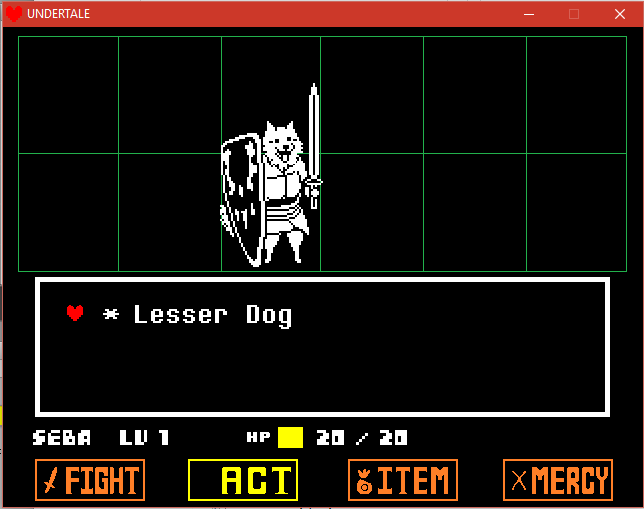 UNDERTALE
* Lesser Dog
SEBA LV 1 HP 20 / 20
FIGHT ACT ITEM MERCY